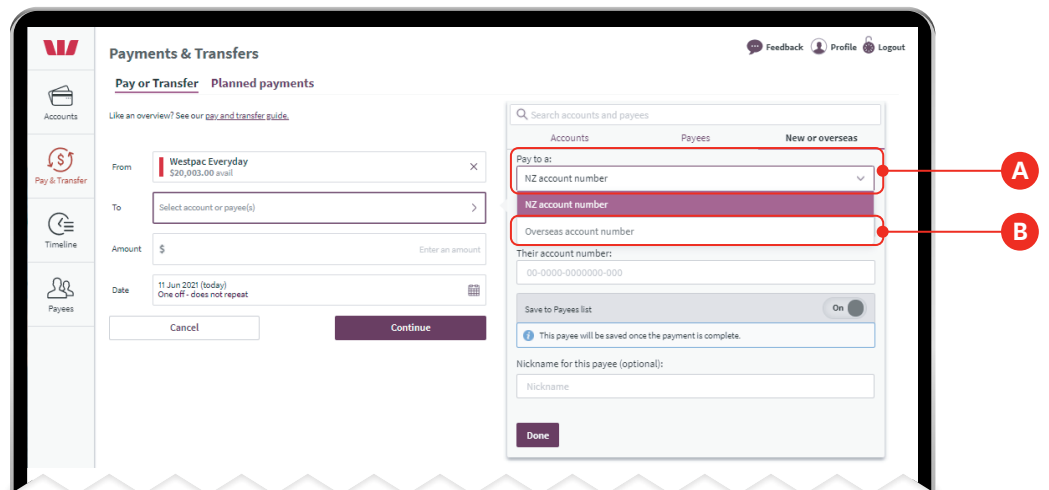 Payments & Transfers
Feedback Profile Logout
Pay or Transfer Planned payments
Like an overview? See our pay and transfer guide.
Accounts
Pay & Transfer
Timeline
Payees
From
Westpac Everyday
$20,003.00 avail
To
Select account or payee(s)
Amount
$
Enter an amount
Date
11 Jun 2021 (today)
One off - does not repeat
Cancel
Continue
Search accounts and payees
Accounts Payees New or overseas
Pay to a:
NZ account number
NZ account number
Overseas account number
Their account number:
00-0000-0000000-000
Save to Payees list
On
This payee will be saved once the payment is complete.
Nickname for this payee (optional):
Nickname
Done
A
B